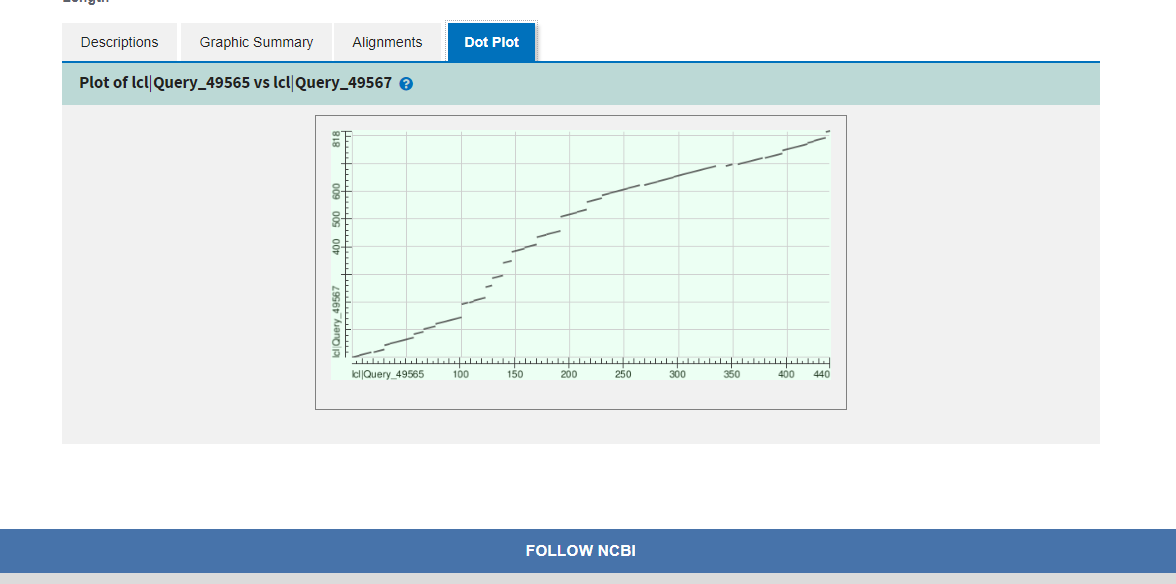 Length
Descriptions
Graphic Summary
Alignments
Dot Plot
Plot of lcl|Query_49565 vs lcl|Query_49567 ?
818
600
500
400
lcl|Query_49567
lcl|Query_49565 100 150 200 250 300 350 400 440
FOLLOW NCBI